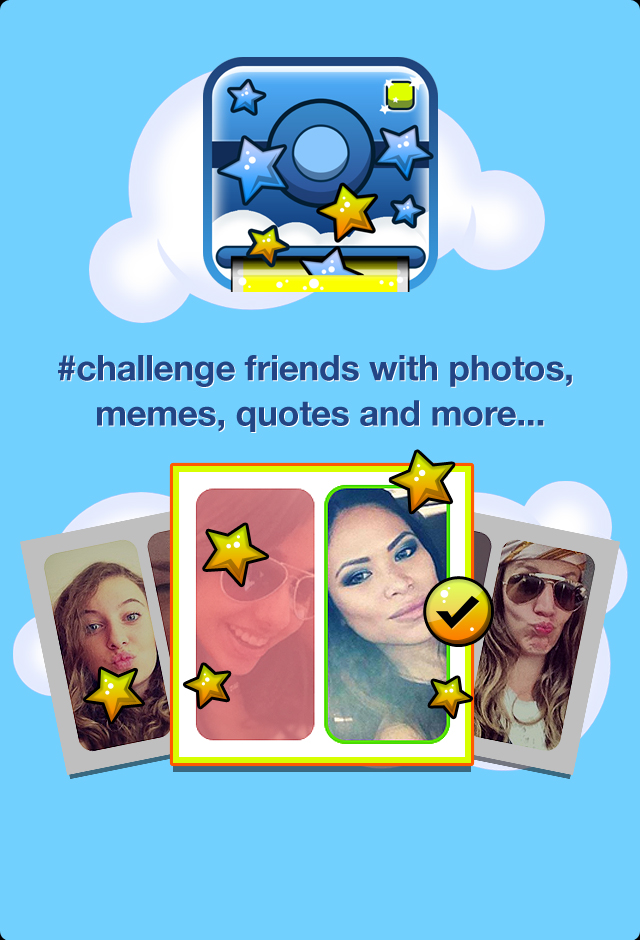 #challenge friends with photos,
memes, quotes and more...